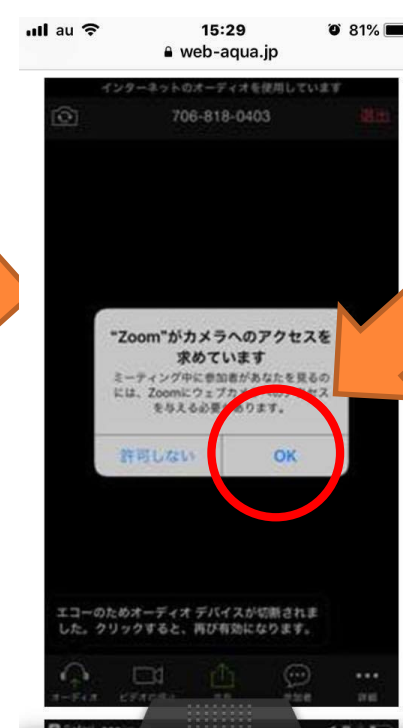 au 15:29 81%
web-aqua.jp
インターネットのオーディオを使用しています
706-818-0403 退出
"Zoom"がカメラへのアクセスを
求めています
ミーティング中に参加者があなたを見るの
には、Zoomにウェブカ
を与える必要があります。
許可しない OK
エコーのためオーディオ デバイスが切断されま
した。クリックすると、再び有効になります。
オーディオ 参加者 詳細